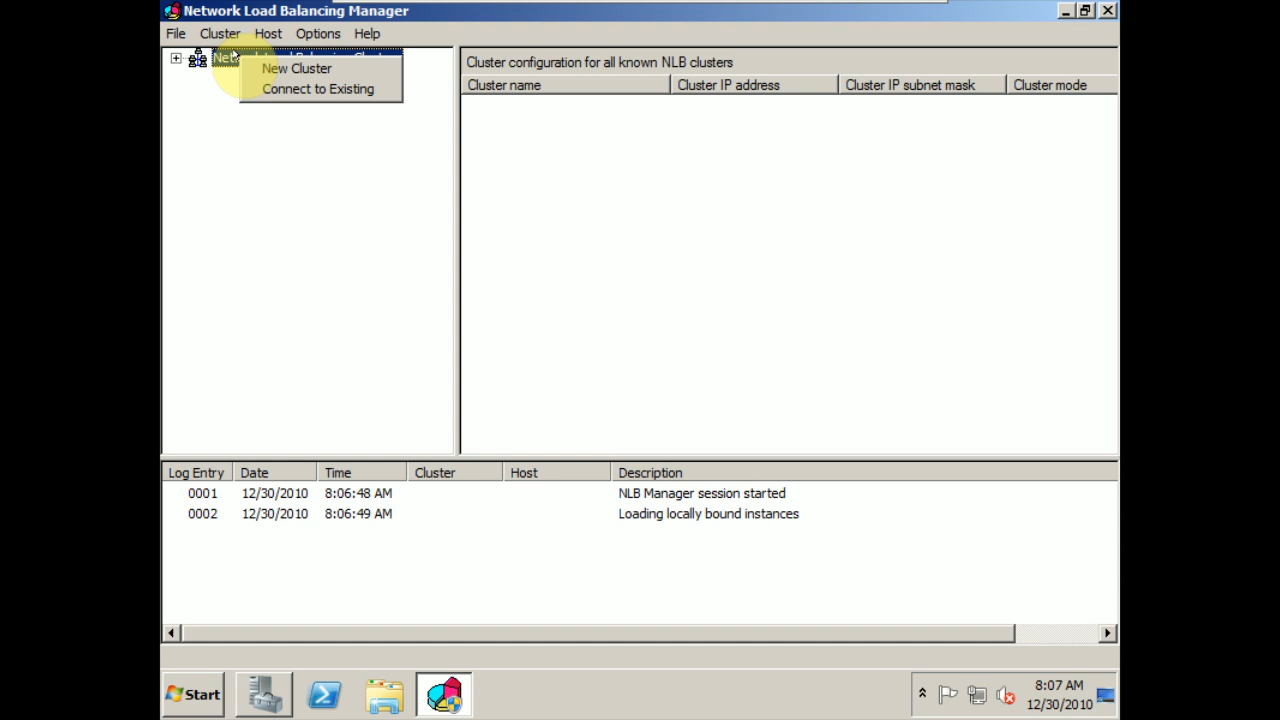 Network Load Balancing Manager
File Cluster Host Options Help
New Cluster
Connect to Existing
Cluster configuration for all known NLB clusters
Cluster name Cluster IP address Cluster IP subnet mask Cluster mode
Log Entry Date Time Cluster Host Description
0001 12/30/2010 8:06:48 AM NLB Manager session started
0002 12/30/2010 8:06:49 AM Loading locally bound instances
Start
8:07 AM
12/30/2010